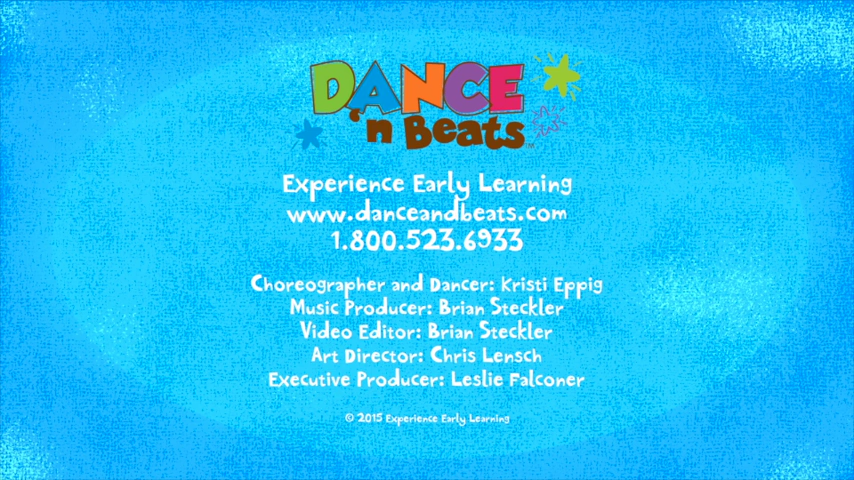 DANCE
'n Beats™
Experience Early Learning
www.danceandbeats.com
1.800.523.6933
Choreographer and Dancer: Kristi Eppig
Music Producer: Brian Steckler
Video Editor: Brian Steckler
Art Director: Chris Lensch
Executive Producer: Leslie Falconer
© 2015 Experience Early Learning